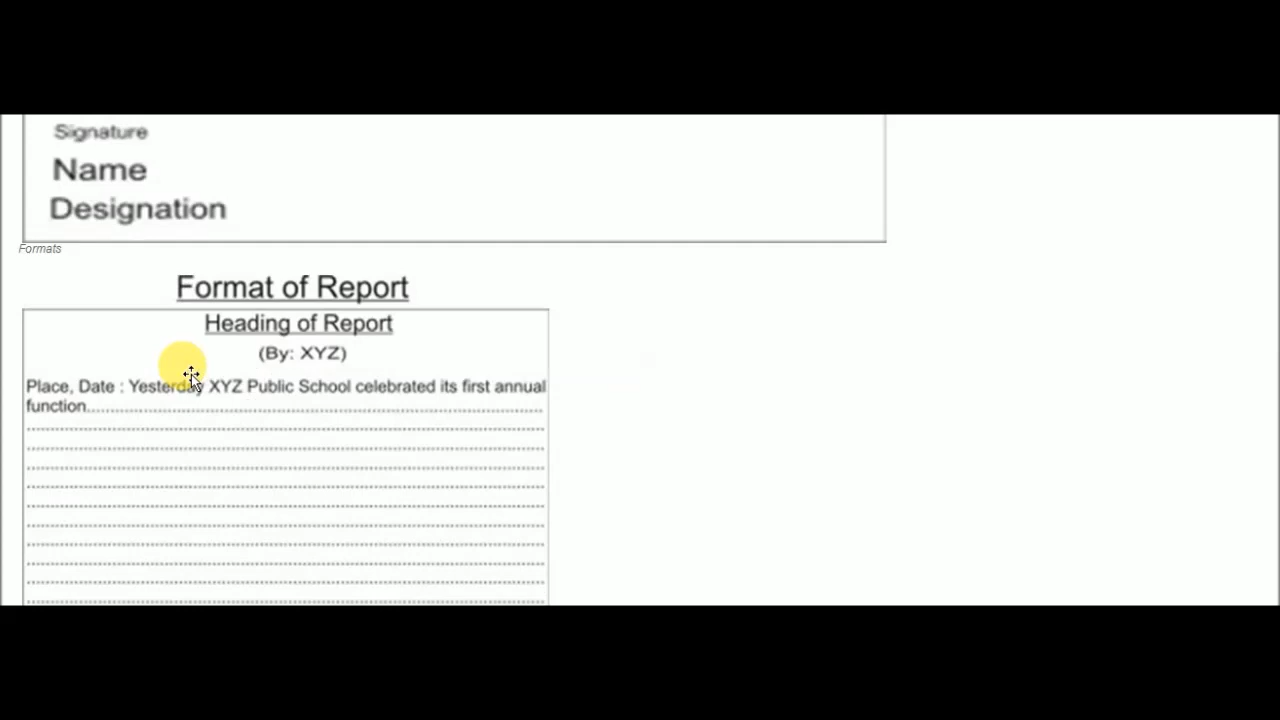 Signature
Name
Designation
Formats
Format of Report
Heading of Report
(By: XYZ)
Place, Date : Yesterday XYZ Public School celebrated its first annual
function..........................................................................................